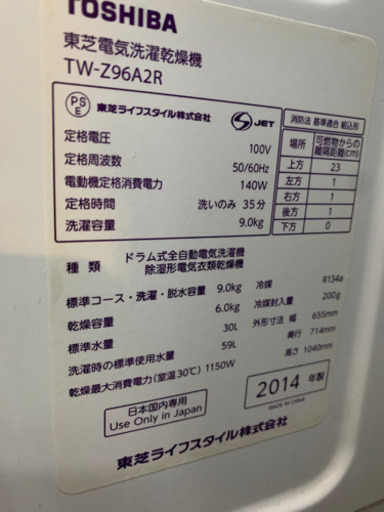 TOSHIBA
東芝電気洗濯乾燥機
TW-Z96A2R
PS E
東芝ライフスタイル株式会社
S JET
定格電圧 100V
定格周波数 50/60Hz
電動機定格消費電力 140W
定格時間 洗いのみ 35分
洗濯容量 9.0kg
消防法 基準適合 組込形
場所 可燃物からの離隔距離(cm)
上方 23
左方 1
右方 1
後方 1
下方 0
種類 ドラム式全自動電気洗濯機
除湿形電気衣類乾燥機
標準コース・洗濯・脱水容量 9.0kg
乾燥容量 6.0kg
標準水量 30L
洗濯時の標準使用水量 59L
乾燥最大消費電力(室温30℃) 1150W
冷媒 R134a
冷媒封入量 200g
外形寸法 幅 655mm
奥行 714mm
高さ 1040mm
日本国内専用
Use Only in Japan
2014年製
MADE IN CHINA
東芝ライフスタイル株式会社